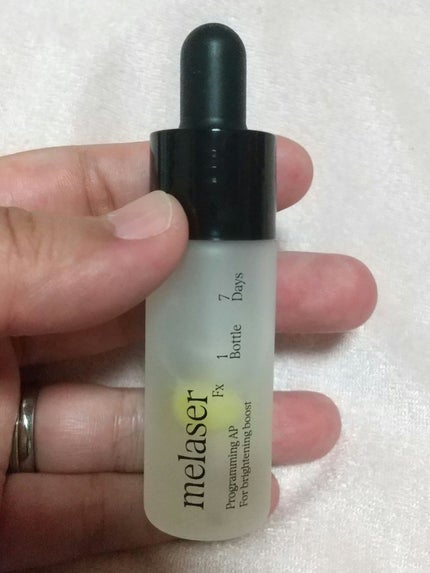 melaser
Fx 1 7
Bottle Days
Programming AP
For brightening boost